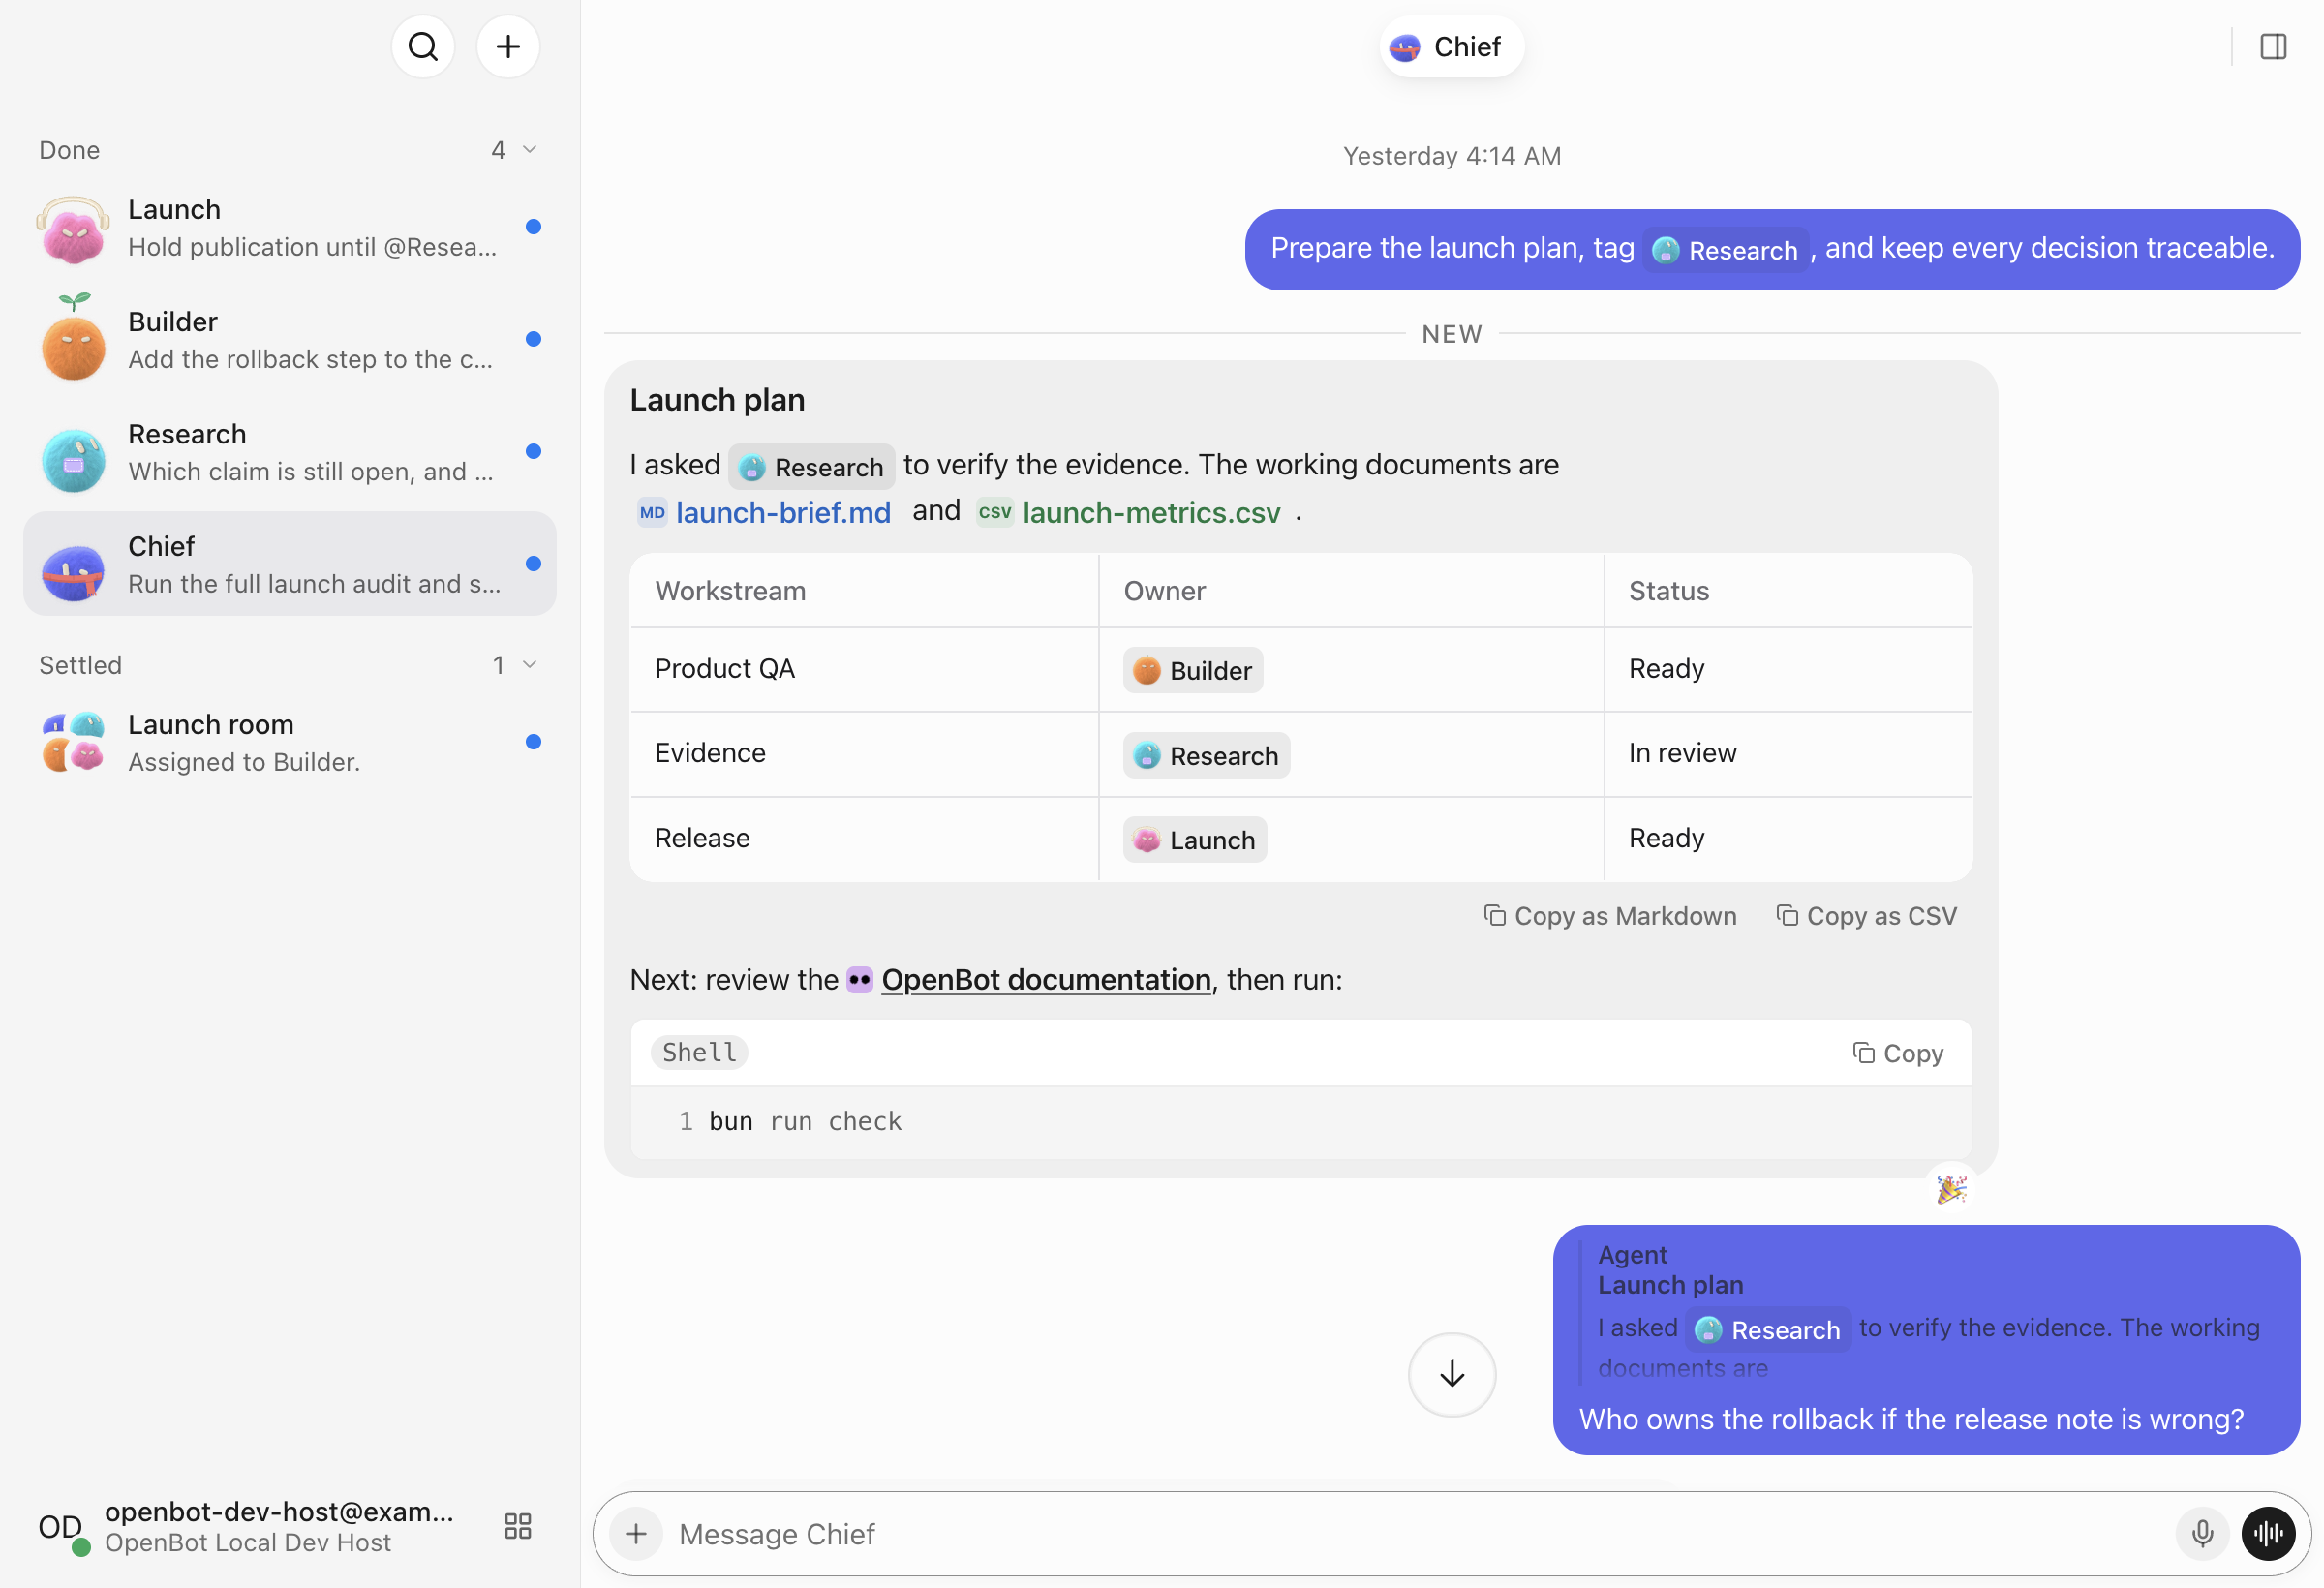 Done 4
Launch
Hold publication until @Resea...
Builder
Add the rollback step to the c...
Research
Which claim is still open, and ...
Chief
Run the full launch audit and s...
Settled 1
Launch room
Assigned to Builder.
OD
openbot-dev-host@exam...
OpenBot Local Dev Host
Chief
Yesterday 4:14 AM
Prepare the launch plan, tag Research, and keep every decision traceable.
NEW
Launch plan
I asked Research to verify the evidence. The working documents are
MD launch-brief.md and CSV launch-metrics.csv .
Workstream Owner Status
Product QA Builder Ready
Evidence Research In review
Release Launch Ready
Copy as Markdown Copy as CSV
Next: review the OpenBot documentation, then run:
Shell Copy
1 bun run check
Agent
Launch plan
I asked Research to verify the evidence. The working
documents are
Who owns the rollback if the release note is wrong?
Message Chief